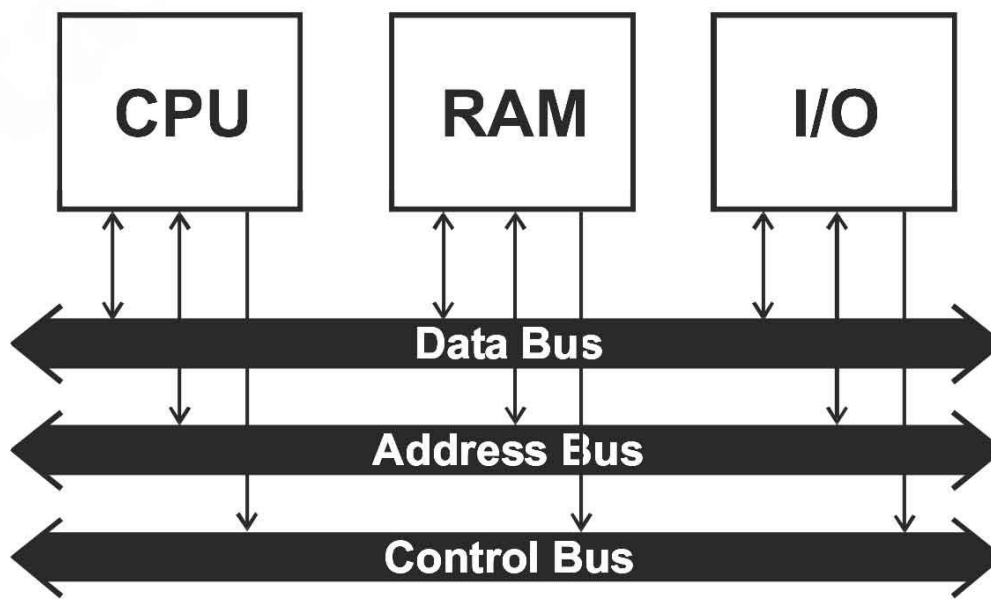 CPU
RAM
I/O
Data Bus
Address Bus
Control Bus